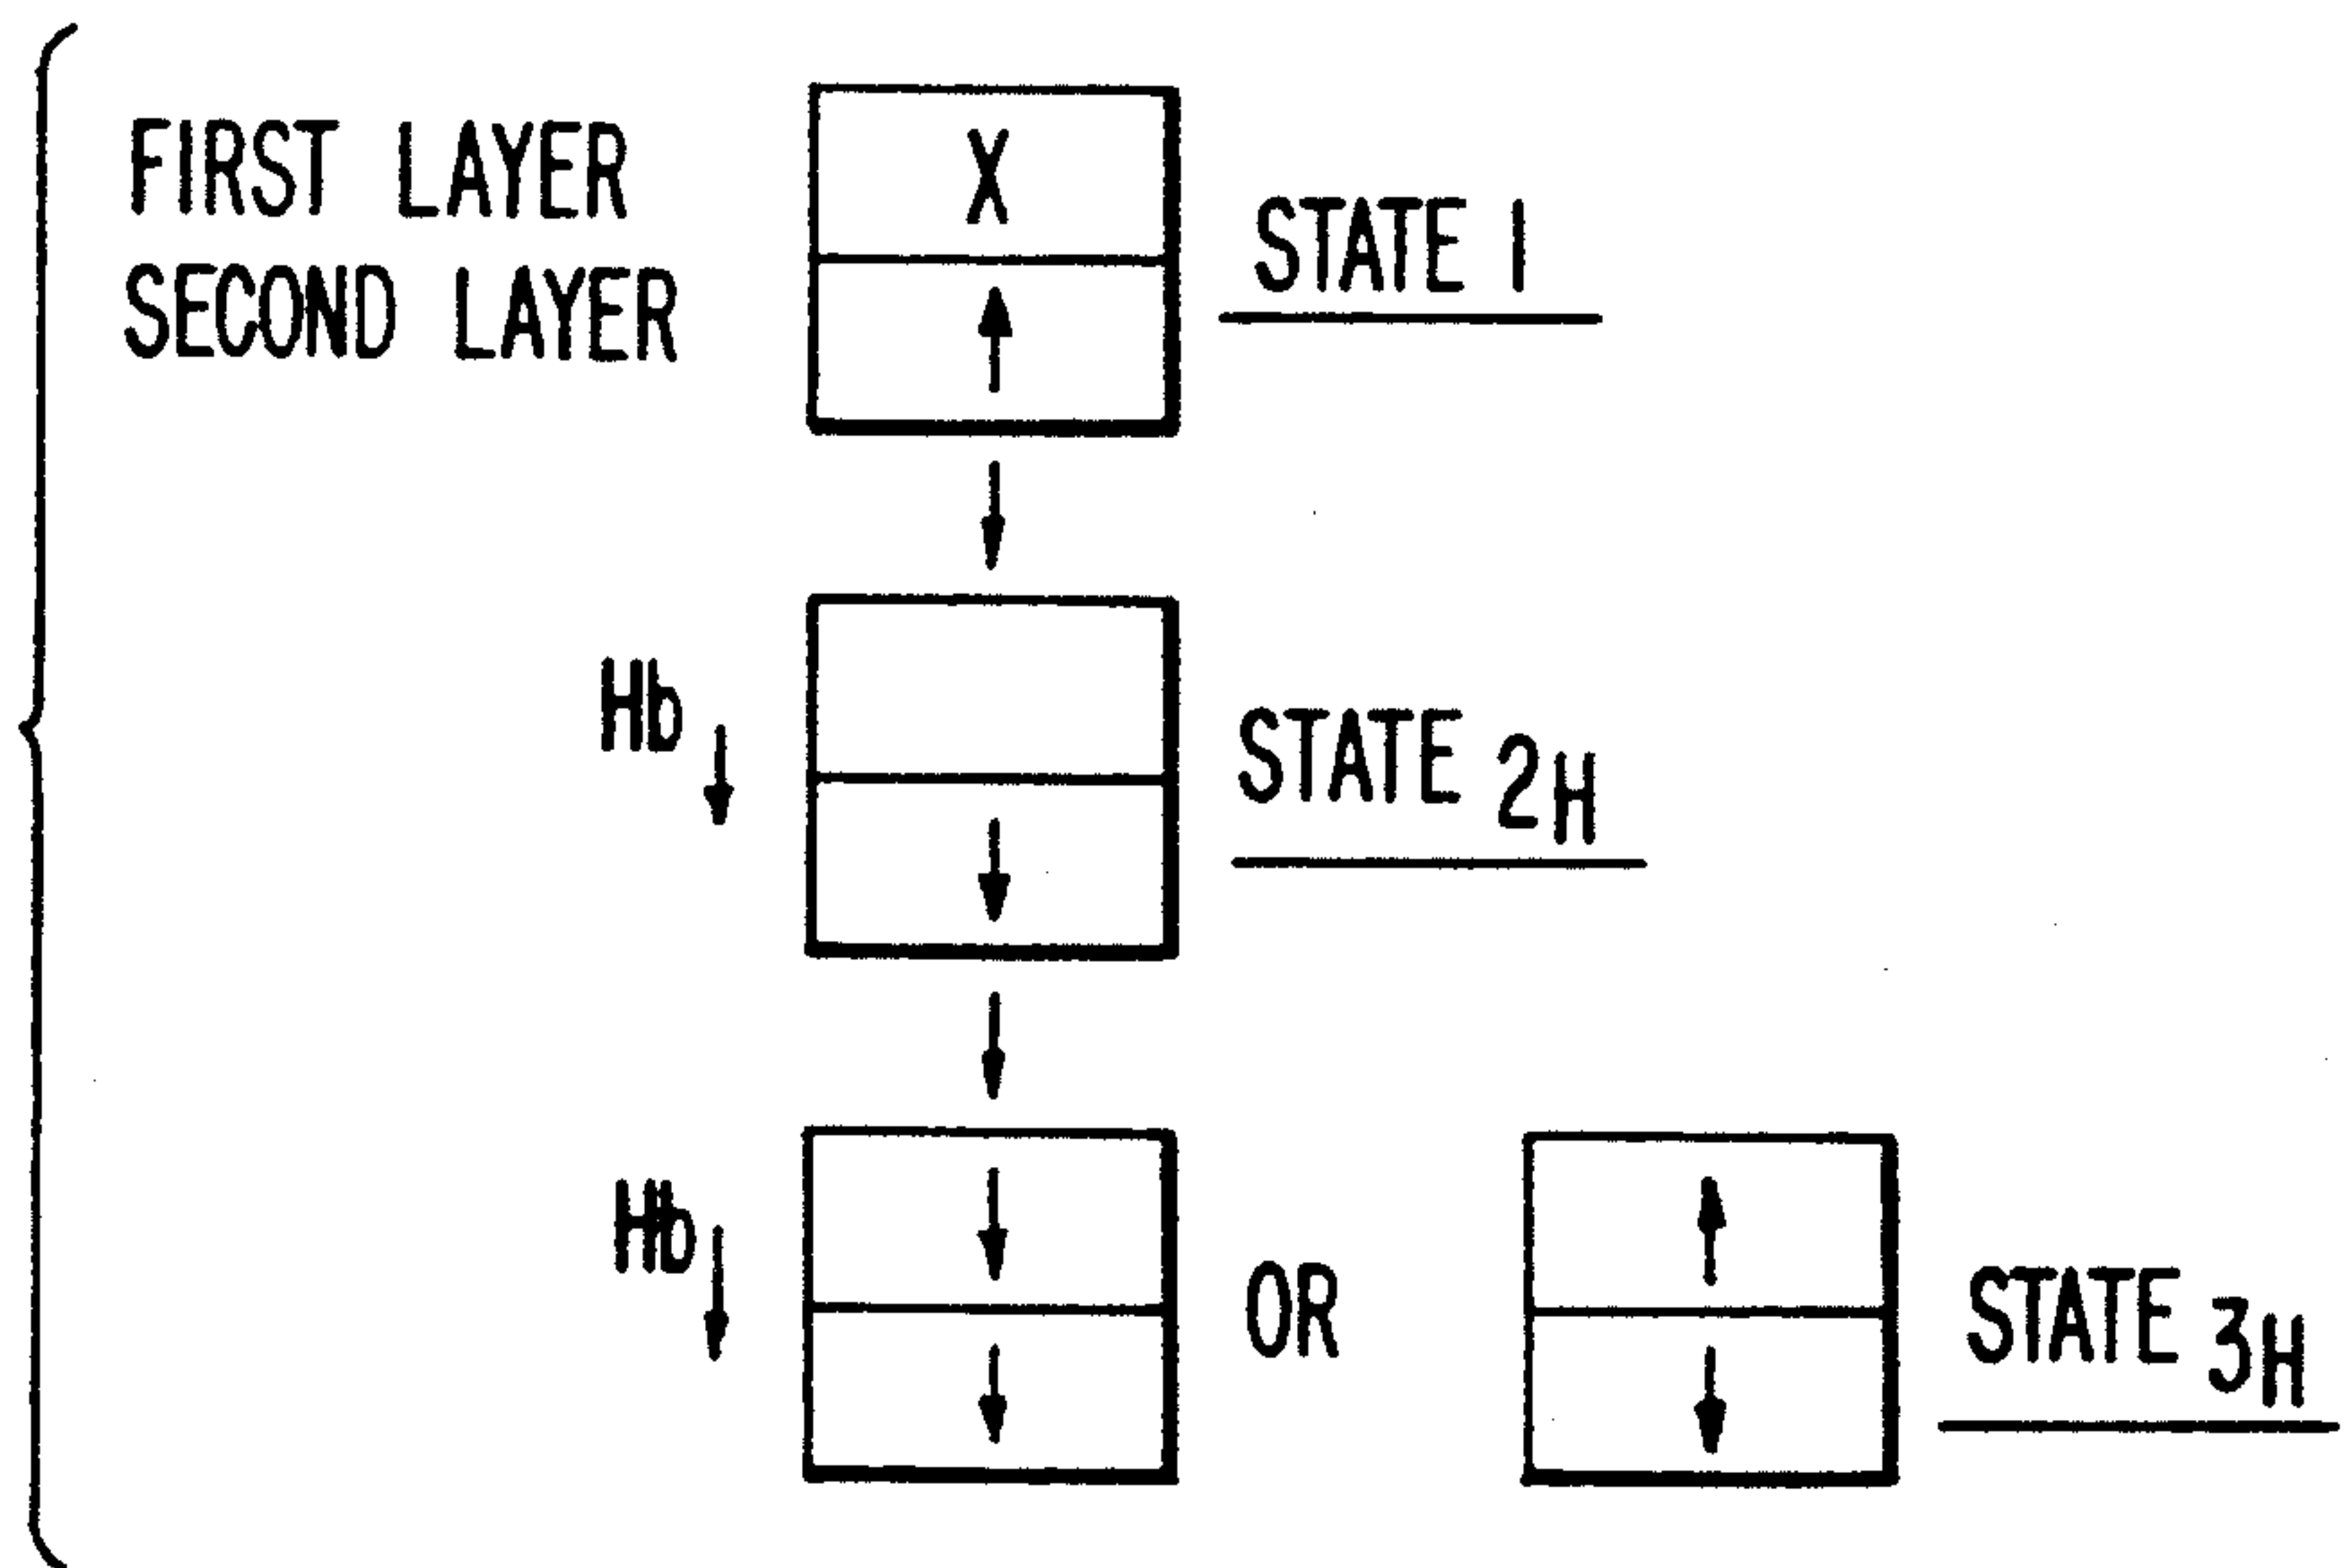 FIRST LAYER
SECOND LAYER
X
STATE 1
Hb
STATE 2H
Hb
OR
STATE 3H